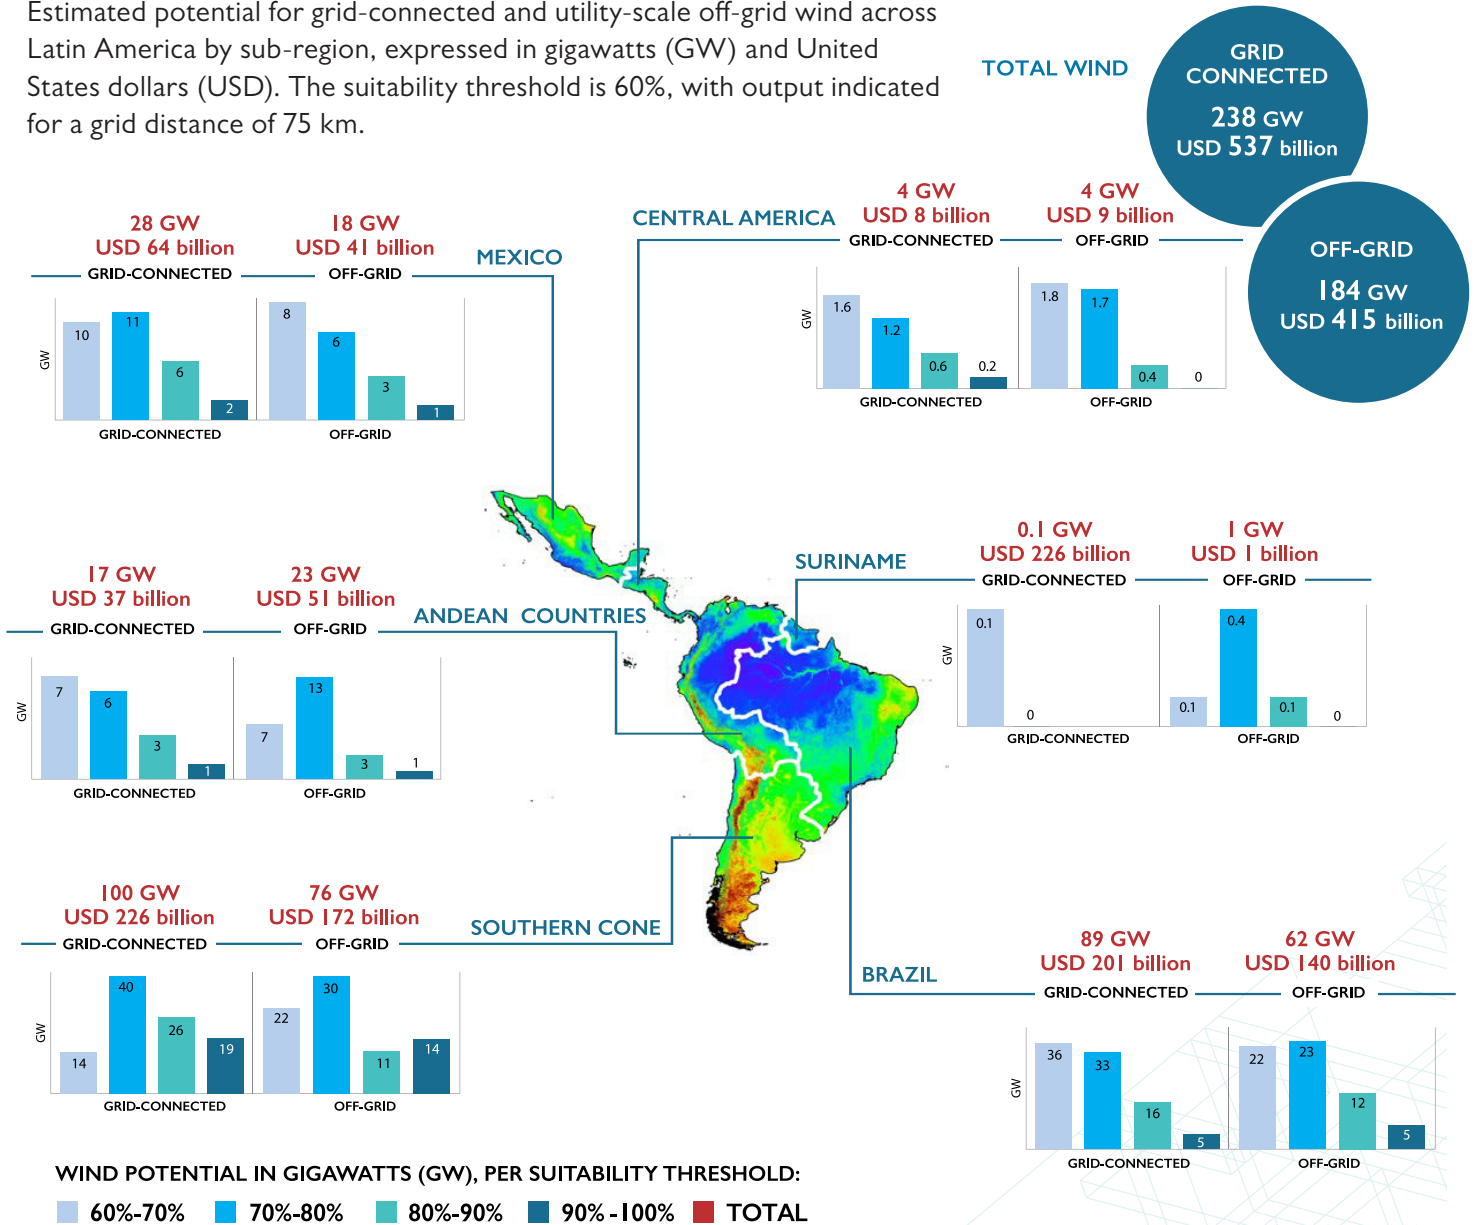 Estimated potential for grid-connected and utility-scale off-grid wind across
Latin America by sub-region, expressed in gigawatts (GW) and United
States dollars (USD). The suitability threshold is 60%, with output indicated
for a grid distance of 75 km.
TOTAL WIND
GRID
CONNECTED
238 GW
USD 537 billion
OFF-GRID
184 GW
USD 415 billion
MEXICO
28 GW
USD 64 billion
GRID-CONNECTED
18 GW
USD 41 billion
OFF-GRID
GW
10
11
6
2
8
6
3
1
GRID-CONNECTED
OFF-GRID
CENTRAL AMERICA
4 GW
USD 8 billion
GRID-CONNECTED
4 GW
USD 9 billion
OFF-GRID
GW
1.6
1.2
0.6
0.2
1.8
1.7
0.4
0
GRID-CONNECTED
OFF-GRID
ANDEAN COUNTRIES
17 GW
USD 37 billion
GRID-CONNECTED
23 GW
USD 51 billion
OFF-GRID
GW
7
6
3
1
7
13
3
1
GRID-CONNECTED
OFF-GRID
SURINAME
0.1 GW
USD 226 billion
GRID-CONNECTED
1 GW
USD 1 billion
OFF-GRID
GW
0.1
0
0.1
0.4
0.1
0
GRID-CONNECTED
OFF-GRID
SOUTHERN CONE
100 GW
USD 226 billion
GRID-CONNECTED
76 GW
USD 172 billion
OFF-GRID
GW
14
40
26
19
22
30
11
14
GRID-CONNECTED
OFF-GRID
BRAZIL
89 GW
USD 201 billion
GRID-CONNECTED
62 GW
USD 140 billion
OFF-GRID
GW
36
33
16
5
22
23
12
5
GRID-CONNECTED
OFF-GRID
WIND POTENTIAL IN GIGAWATTS (GW), PER SUITABILITY THRESHOLD:
60%-70%
70%-80%
80%-90%
90% -100%
TOTAL